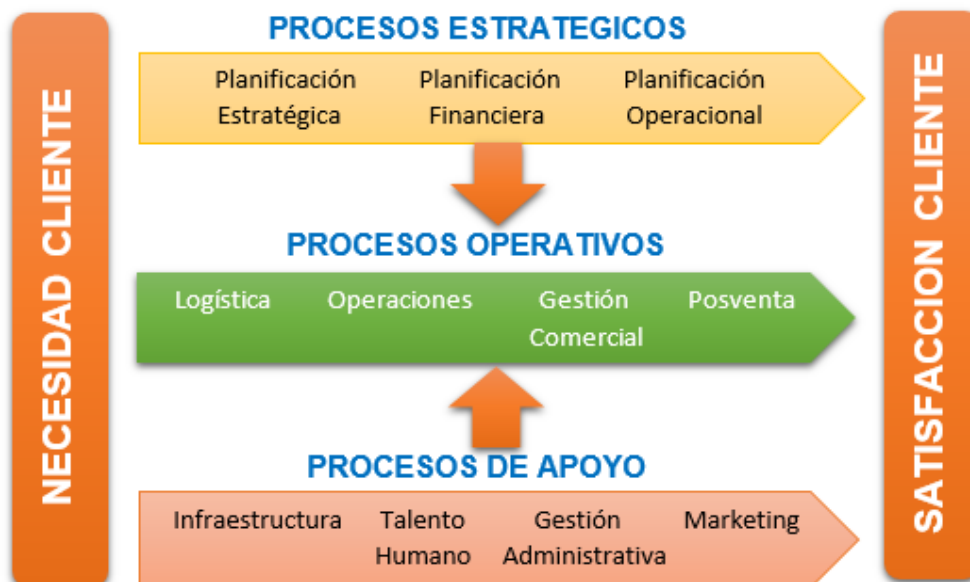 NECESIDAD CLIENTE
PROCESOS ESTRATEGICOS
Planificación Planificación Planificación
Estratégica Financiera Operacional
PROCESOS OPERATIVOS
Logística Operaciones Gestión Posventa
Comercial
PROCESOS DE APOYO
Infraestructura Talento Gestión Marketing
Humano Administrativa
SATISFACCION CLIENTE